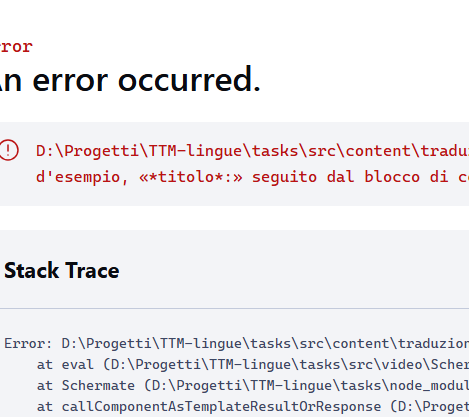 rror
n error occurred.
D:\Progetti\TTM-lingue\tasks\src\content\tradu
d'esempio, «*titolo*:» seguito dal blocco di c
Stack Trace
Error: D:\Progetti\TTM-lingue\tasks\src\content\traduzion
at eval (D:\Progetti\TTM-lingue\tasks\src\video\Scher
at Schermate (D:\Progetti\TTM-lingue\tasks\node_modul
at callComponentAsTemplateResultOrResponse (D:\Proget